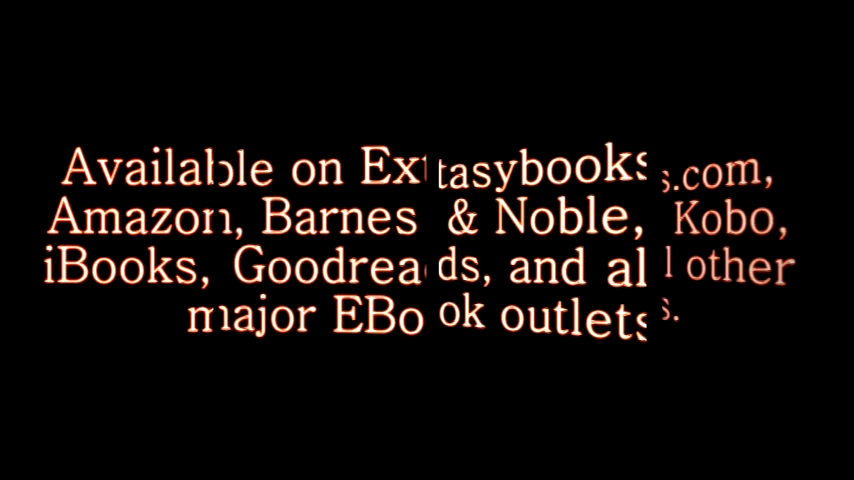 Available on Extasybooks.com,
Amazon, Barnes & Noble, Kobo,
iBooks, Goodreads, and all other
major EBook outlets.